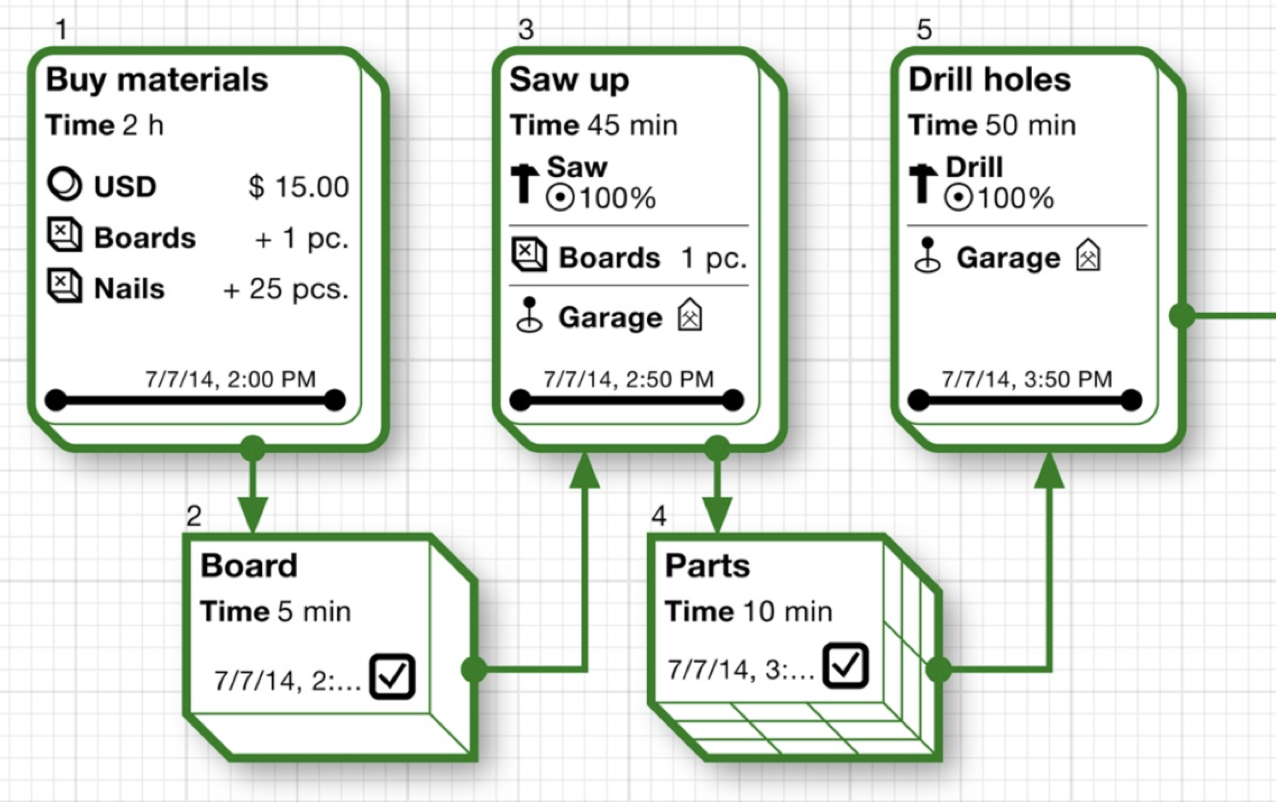 1
Buy materials
Time 2 h
USD $ 15.00
Boards + 1 pc.
Nails + 25 pcs.
7/7/14, 2:00 PM
2
Board
Time 5 min
7/7/14, 2:...
3
Saw up
Time 45 min
Saw
100%
Boards 1 pc.
Garage
7/7/14, 2:50 PM
4
Parts
Time 10 min
7/7/14, 3:...
5
Drill holes
Time 50 min
Drill
100%
Garage
7/7/14, 3:50 PM